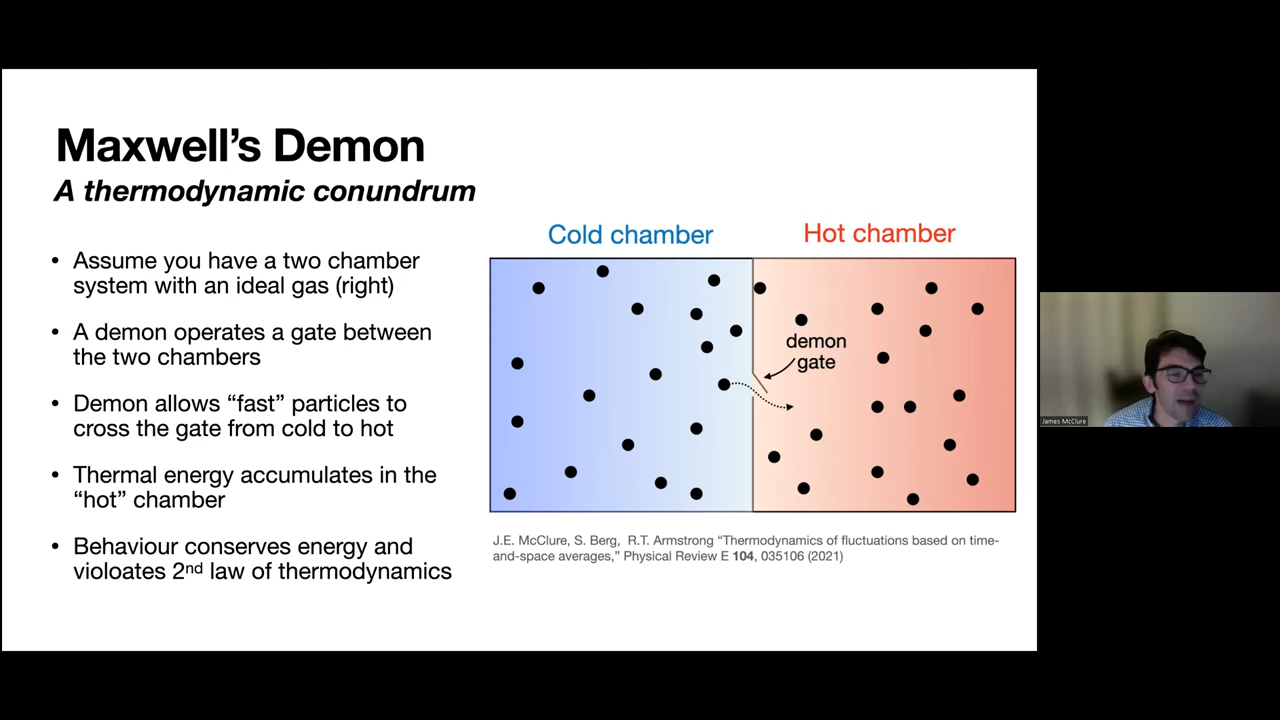 Maxwell’s Demon
A thermodynamic conundrum
• Assume you have a two chamber
system with an ideal gas (right)
• A demon operates a gate between
the two chambers
• Demon allows “fast” particles to
cross the gate from cold to hot
• Thermal energy accumulates in the
“hot” chamber
• Behaviour conserves energy and
violoates 2nd law of thermodynamics
Cold chamber
Hot chamber
demon
gate
J.E. McClure, S. Berg, R.T. Armstrong “Thermodynamics of fluctuations based on time-
and-space averages,” Physical Review E 104, 035106 (2021)
James McClure